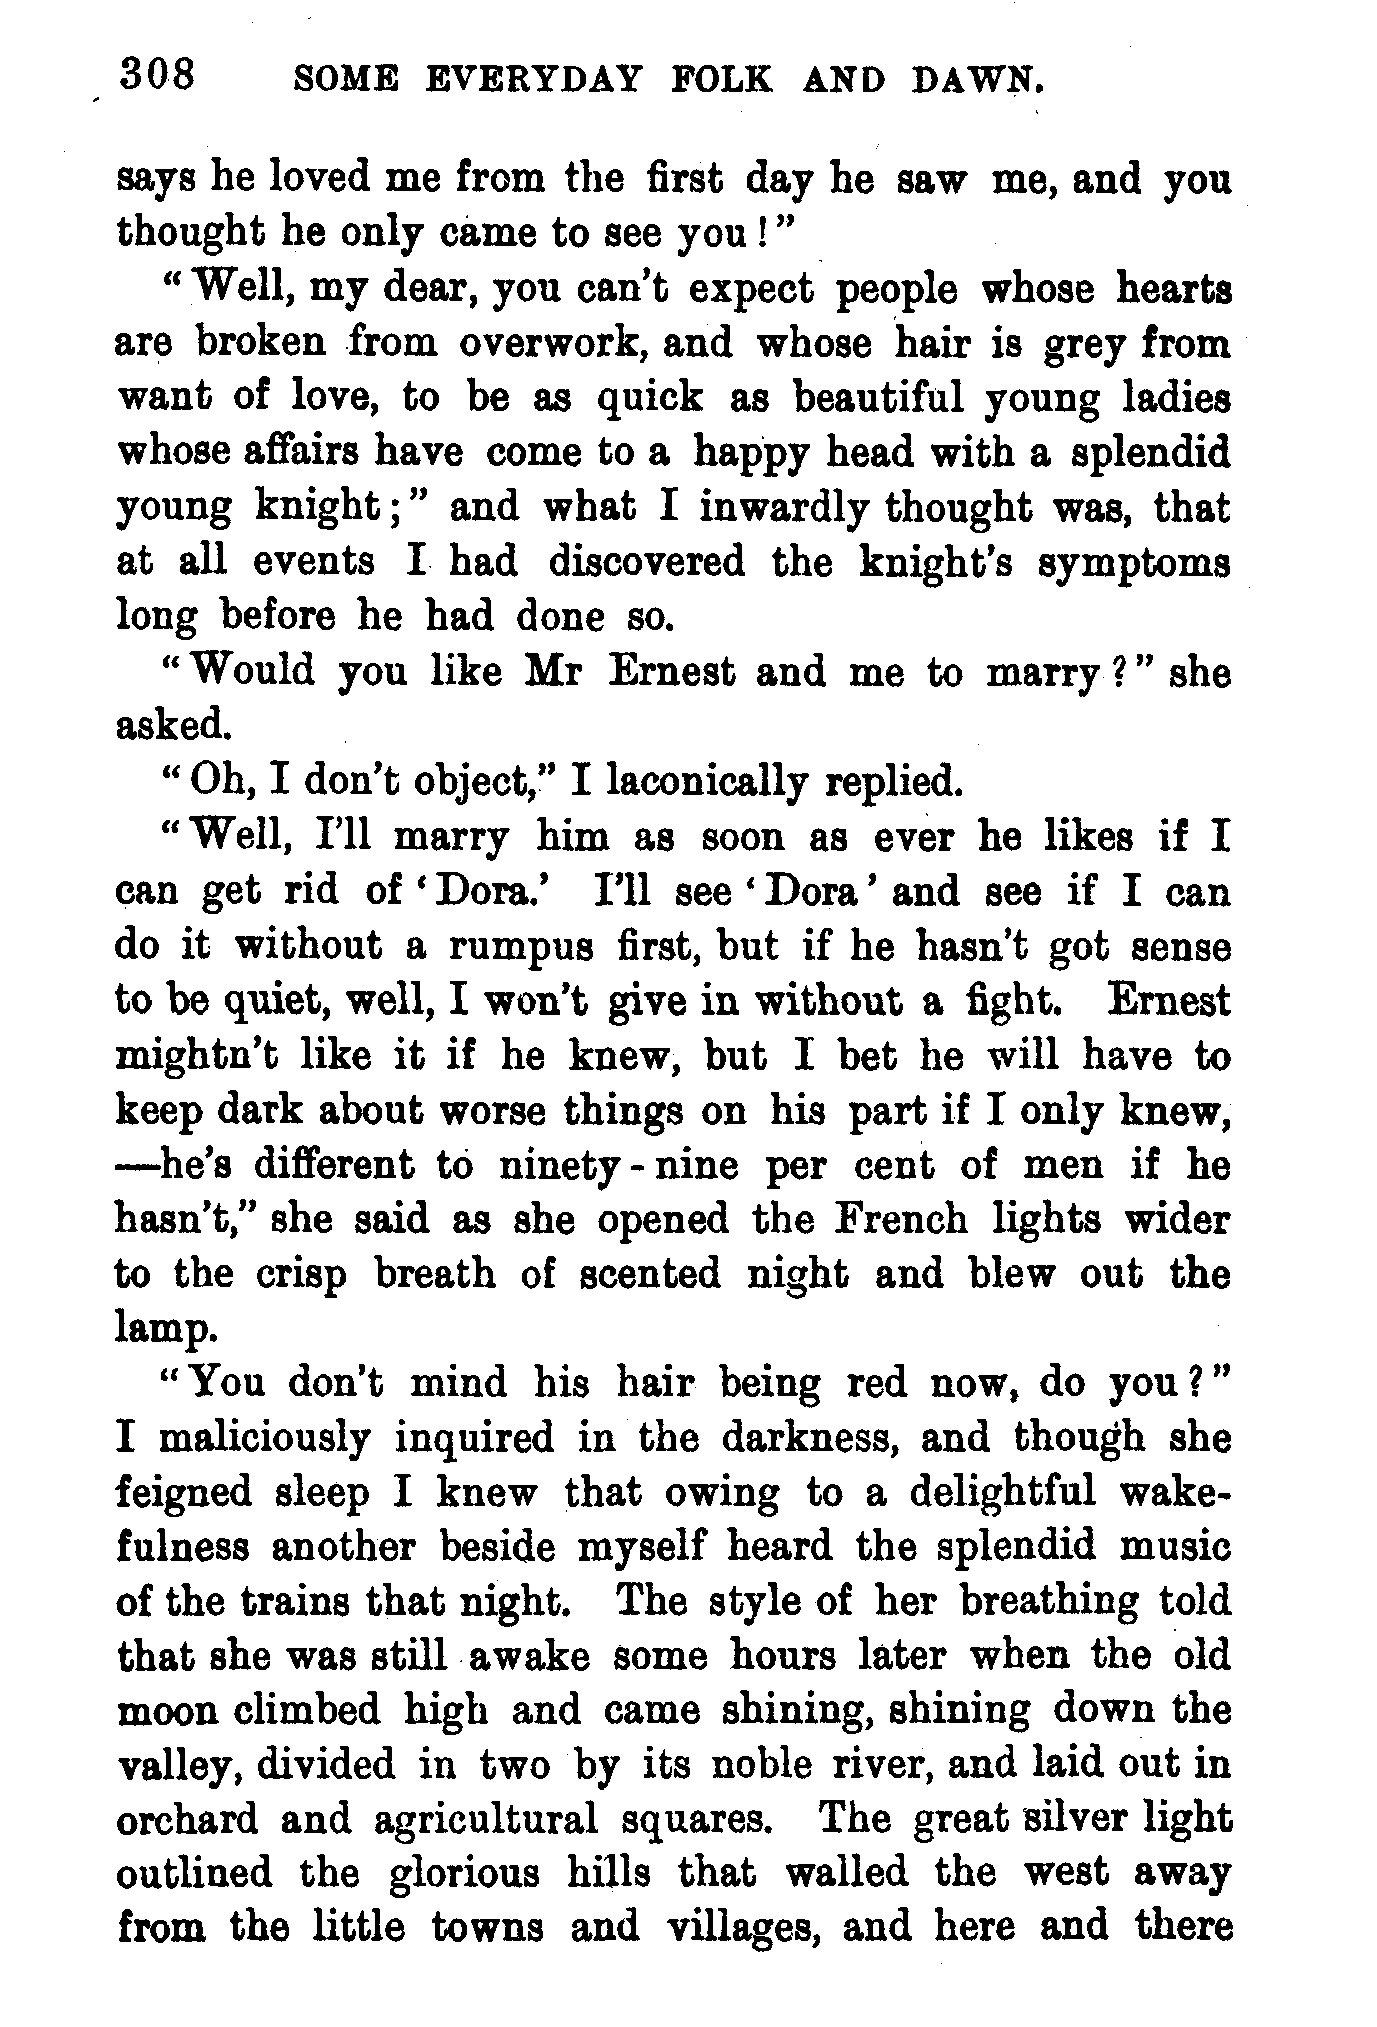 308 SOME EVERYDAY FOLK AND DAWN.
says he loved me from the first day he saw me, and you
thought he only came to see you!"
"Well, my dear, you can't expect people whose hearts
are broken from overwork, and whose hair is grey from
want of love, to be as quick as beautiful young ladies
whose affairs have come to a happy head with a splendid
young knight;" and what I inwardly thought was, that
at all events I had discovered the knight's symptoms
long before he had done so.
"Would you like Mr Ernest and me to marry?" she
asked.
"Oh, I don't object," I laconically replied.
"Well, I'll marry him as soon as ever he likes if I
can get rid of 'Dora.' I'll see 'Dora' and see if I can
do it without a rumpus first, but if he hasn't got sense
to be quiet, well, I won't give in without a fight. Ernest
mightn't like it if he knew, but I bet he will have to
keep dark about worse things on his part if I only knew,
—he's different to ninety-nine per cent of men if he
hasn't," she said as she opened the French lights wider
to the crisp breath of scented night and blew out the
lamp.
"You don't mind his hair being red now, do you?"
I maliciously inquired in the darkness, and though she
feigned sleep I knew that owing to a delightful wake-
fulness another beside myself heard the splendid music
of the trains that night. The style of her breathing told
that she was still awake some hours later when the old
moon climbed high and came shining, shining down the
valley, divided in two by its noble river, and laid out in
orchard and agricultural squares. The great silver light
outlined the glorious hills that walled the west away
from the little towns and villages, and here and there